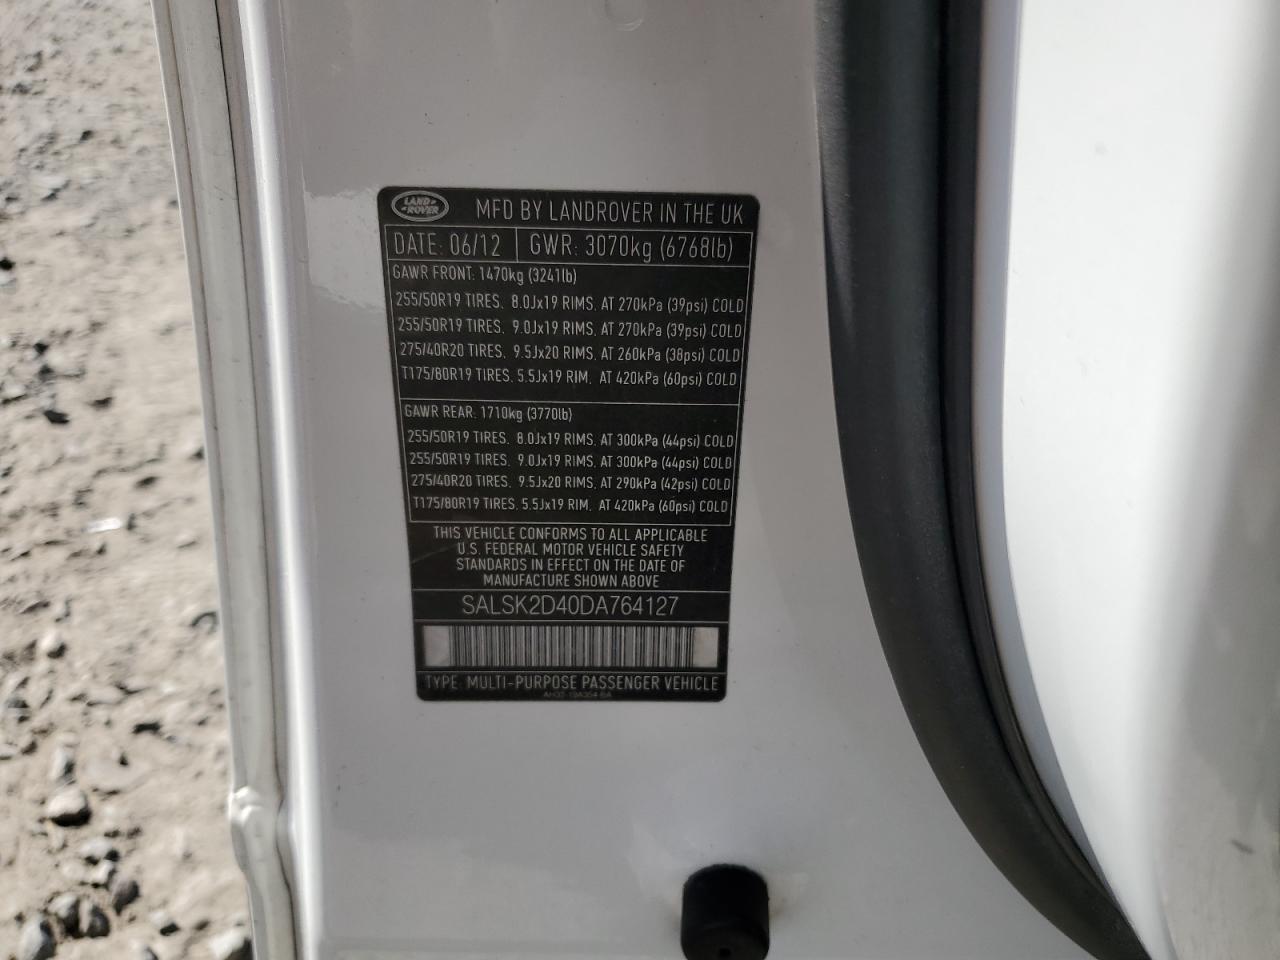 LAND ROVER
MFD BY LANDROVER IN THE UK
DATE: 06/12 GWR: 3070kg (6768lb)
GAWR FRONT: 1470kg (3241lb)
255/50R19 TIRES. 8.0Jx19 RIMS. AT 270kPa (39psi) COLD
255/50R19 TIRES. 9.0Jx19 RIMS. AT 270kPa (39psi) COLD
275/40R20 TIRES. 9.5Jx20 RIMS. AT 260kPa (38psi) COLD
T175/80R19 TIRES. 5.5Jx19 RIM. AT 420kPa (60psi) COLD
GAWR REAR: 1710kg (3770lb)
255/50R19 TIRES. 8.0Jx19 RIMS. AT 300kPa (44psi) COLD
255/50R19 TIRES. 9.0Jx19 RIMS. AT 300kPa (44psi) COLD
275/40R20 TIRES. 9.5Jx20 RIMS. AT 290kPa (42psi) COLD
T175/80R19 TIRES. 5.5Jx19 RIM. AT 420kPa (60psi) COLD
THIS VEHICLE CONFORMS TO ALL APPLICABLE
U.S. FEDERAL MOTOR VEHICLE SAFETY
STANDARDS IN EFFECT ON THE DATE OF
MANUFACTURE SHOWN ABOVE
SALSK2D40DA764127
TYPE: MULTI-PURPOSE PASSENGER VEHICLE